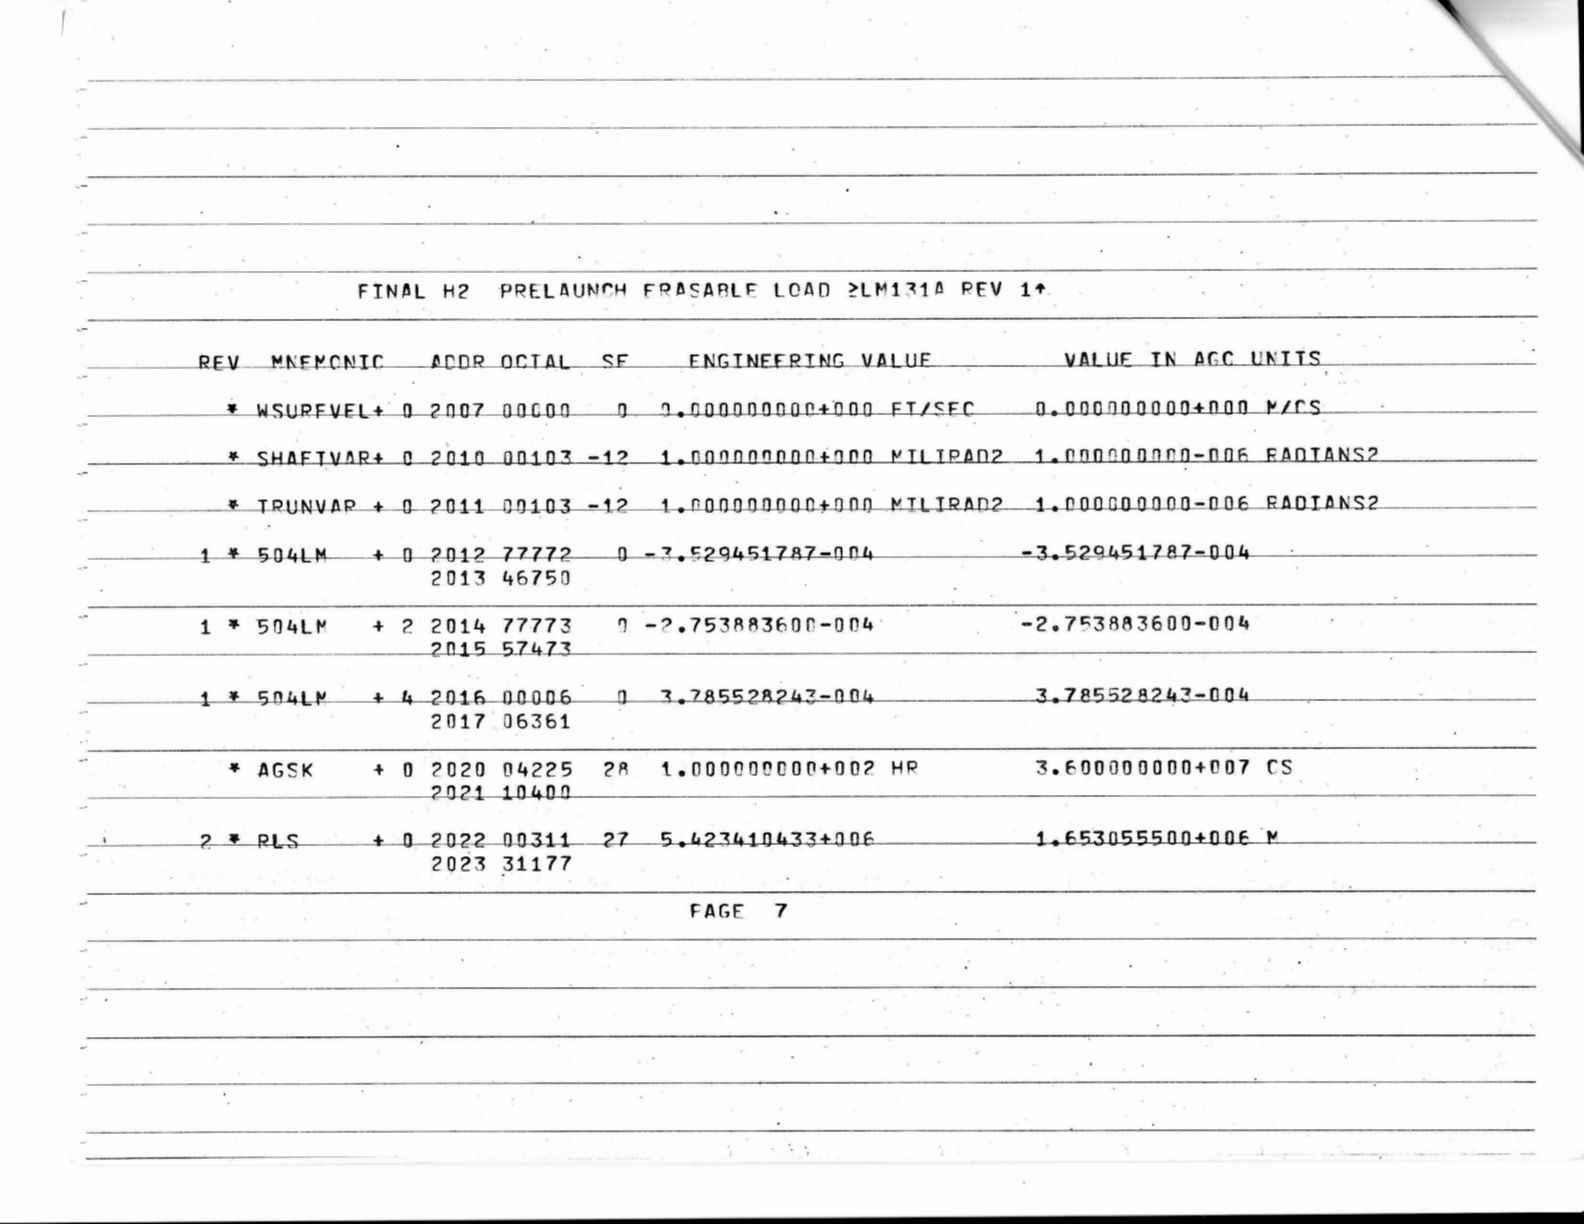 FINAL H2 PRELAUNCH ERASABLE LOAD ≥LM131A REV 1↑
REV MNEMONIC ADDR OCTAL SF ENGINEERING VALUE VALUE IN AGC UNITS
* WSURFVEL+ 0 2007 00000 0 0.000000000+000 FT/SEC 0.000000000+000 M/CS
* SHAFTVAR+ 0 2010 00103 -12 1.000000000+000 MILIRAD2 1.000000000-006 RADIANS2
* TRUNVAR + 0 2011 00103 -12 1.000000000+000 MILIRAD2 1.000000000-006 RADIANS2
1 * 504LM + 0 2012 77772 0 -3.529451787-004 -3.529451787-004
2013 46750
1 * 504LM + 2 2014 77773 0 -2.753883600-004 -2.753883600-004
2015 57473
1 * 504LM + 4 2016 00006 0 3.785528243-004 3.785528243-004
2017 06361
* AGSK + 0 2020 04225 28 1.000000000+002 HR 3.600000000+007 CS
2021 10400
2 * RLS + 0 2022 00311 27 5.423410433+006 1.653055500+006 M
2023 31177
PAGE 7